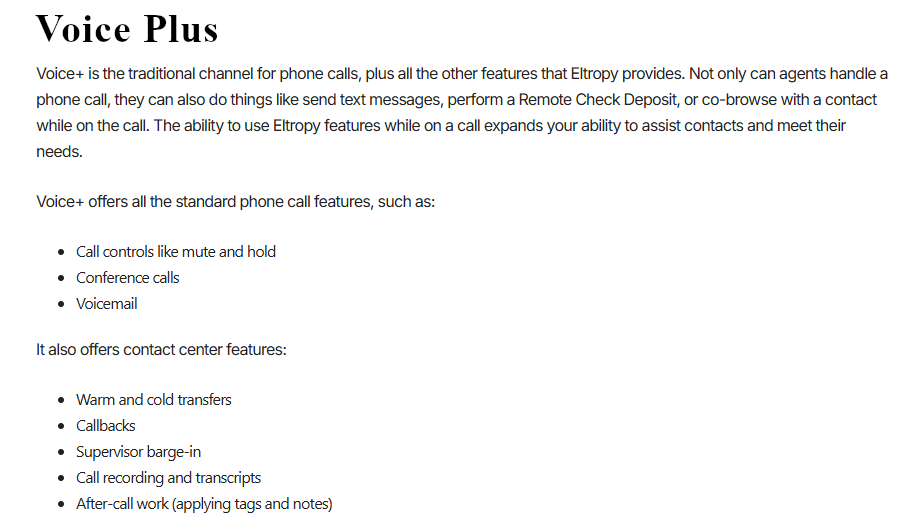 Voice Plus
Voice+ is the traditional channel for phone calls, plus all the other features that Eltropy provides. Not only can agents handle a
phone call, they can also do things like send text messages, perform a Remote Check Deposit, or co-browse with a contact
while on the call. The ability to use Eltropy features while on a call expands your ability to assist contacts and meet their
needs.
Voice+ offers all the standard phone call features, such as:
• Call controls like mute and hold
• Conference calls
• Voicemail
It also offers contact center features:
• Warm and cold transfers
• Callbacks
• Supervisor barge-in
• Call recording and transcripts
• After-call work (applying tags and notes)